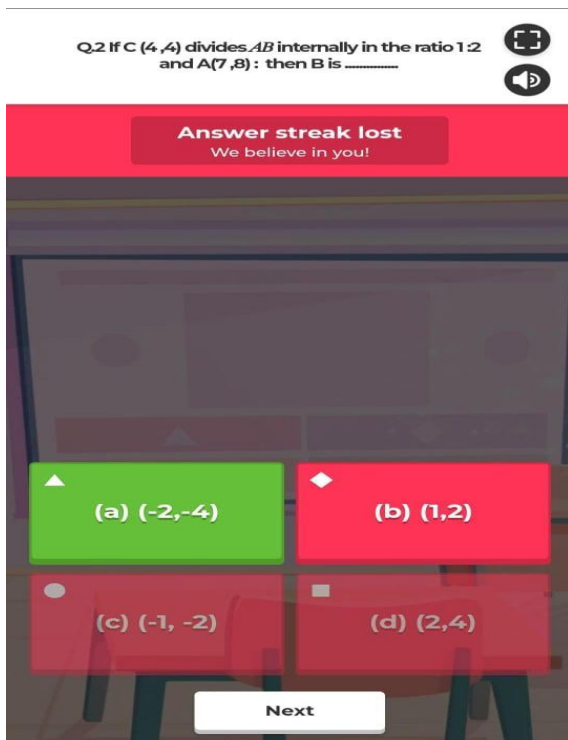 Q.2 If C (4 ,4) divides AB internally in the ratio 1:2
and A(7 ,8) : then B is ...............
Answer streak lost
We believe in you!
(a) (-2,-4)
(b) (1,2)
(c) (-1, -2)
(d) (2,4)
Next